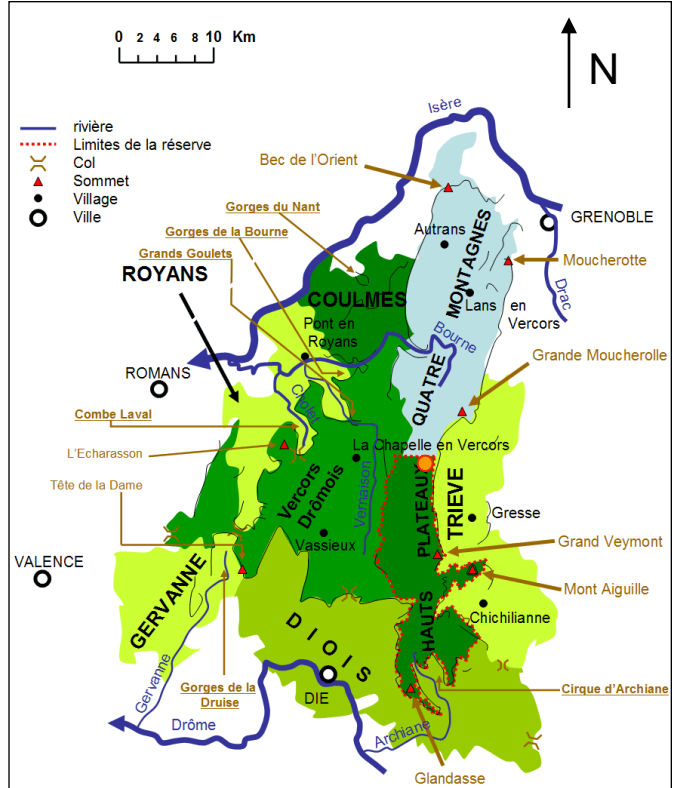 0 2 4 6 8 10 Km
N
rivière
Limites de la réserve
Col
Sommet
Village
Ville
Isère
Bec de l'Orient
Gorges du Nant
Gorges de la Bourne
Grands Goulets
ROYANS
GRENOBLE
Autrans
MONTAGNES
Moucherotte
COULMES
Lans en
Vercors
Drac
Pont en
Royans
Bourne
QUATRE
Grande Moucherolle
ROMANS
Cholet
Combe Laval
L'Echarasson
La Chapelle en Vercors
Tête de la Dame
Vercors
Drômois
Vernaison
PLATEAUX
TRIEVE
Gresse
Vassieux
Grand Veymont
VALENCE
Mont Aiguille
GERVANNE
HAUTS
Chichilianne
DIOIS
Gervanne
Gorges de la
Druise
DIE
Cirque d'Archiane
Drôme
Archiane
Glandasse